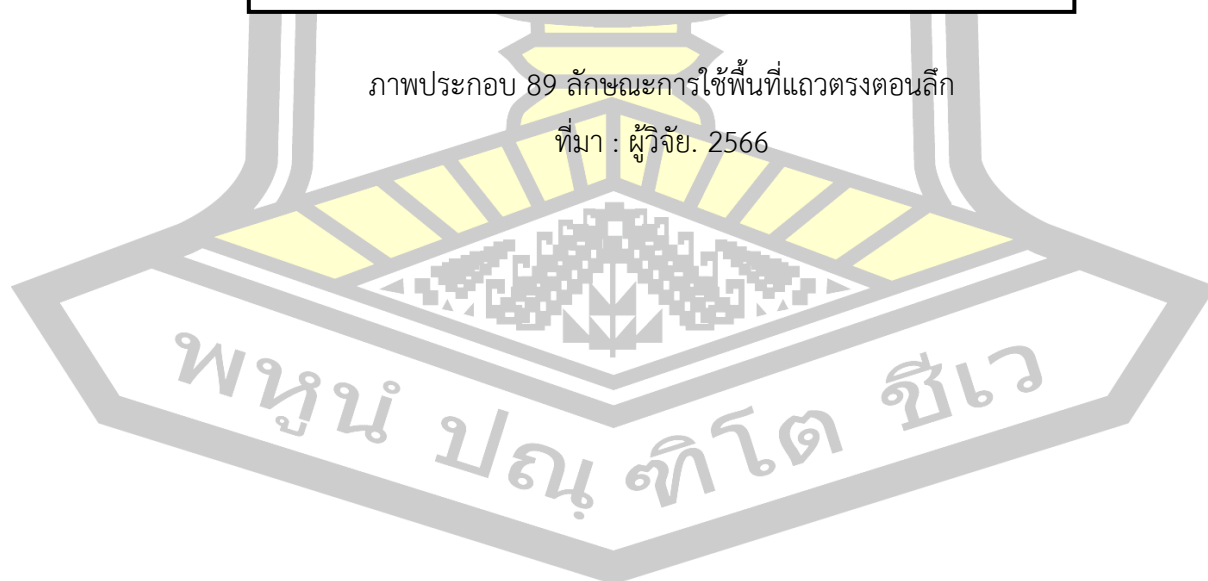 ภาพประกอบ 89 ลักษณะการใช้พื้นที่แถวตรงตอนลึก
ที่มา : ผู้วิจัย. 2566
พหูนํ ปณฺฑิโต ชีเว